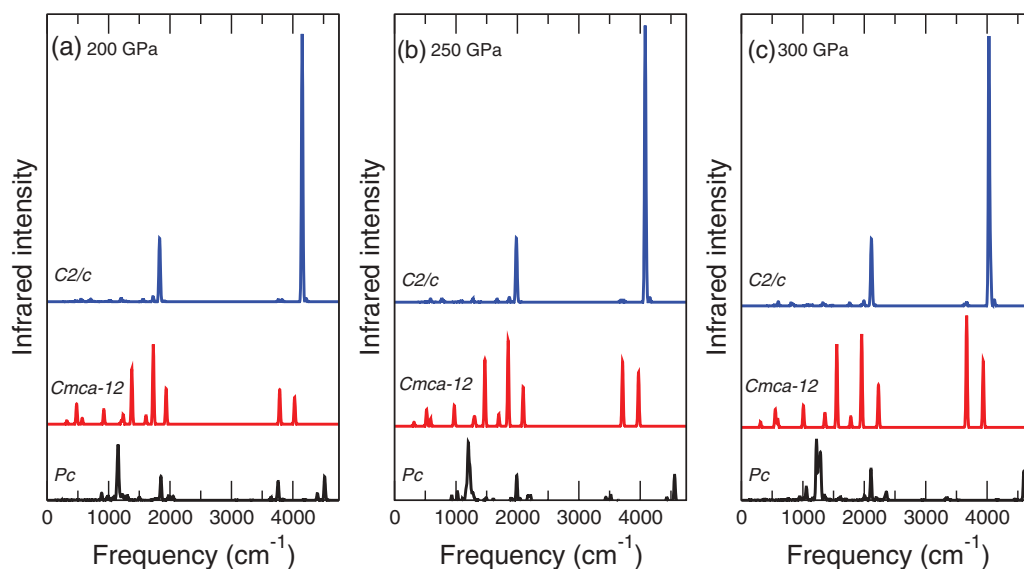 (a) 200 GPa
Infrared intensity
C2/c
Cmca-12
Pc
0 1000 2000 3000 4000
Frequency (cm⁻¹)
(b) 250 GPa
Infrared intensity
C2/c
Cmca-12
Pc
0 1000 2000 3000 4000
Frequency (cm⁻¹)
(c) 300 GPa
Infrared intensity
C2/c
Cmca-12
Pc
0 1000 2000 3000 4000
Frequency (cm⁻¹)